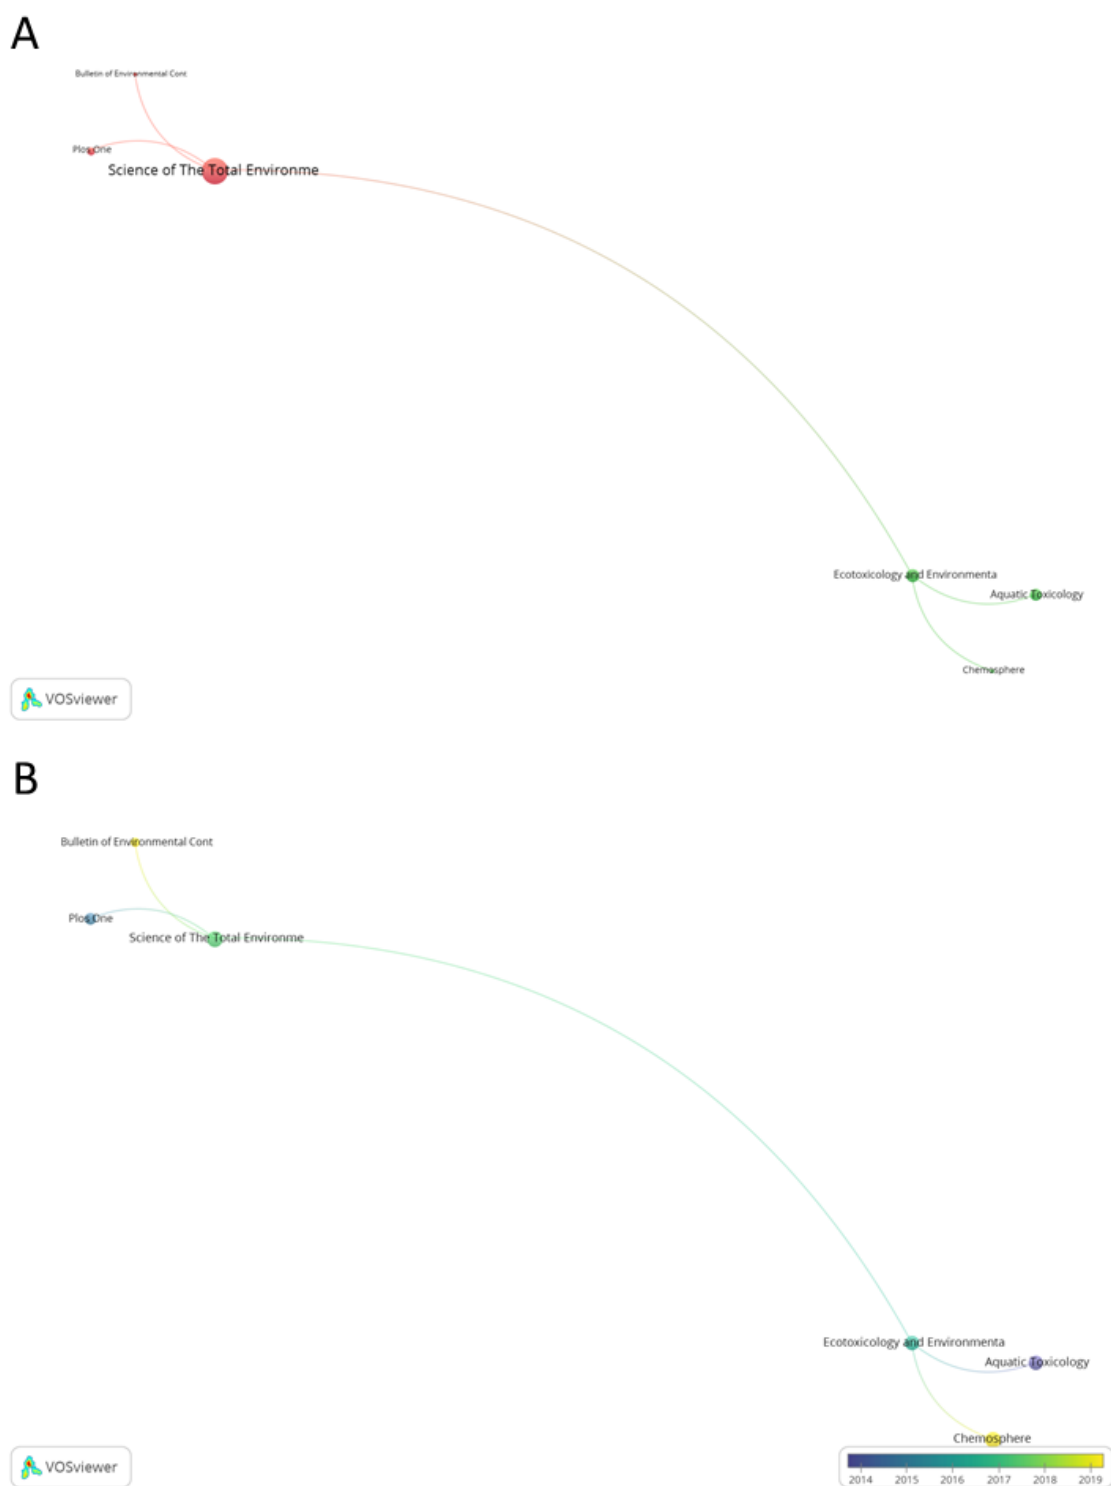 A
Bulletin of Environmental Cont
Plos One
Science of The Total Environme
Ecotoxicology and Environmenta
Aquatic Toxicology
Chemosphere
VOSviewer
B
Bulletin of Environmental Cont
Plos One
Science of The Total Environme
Ecotoxicology and Environmenta
Aquatic Toxicology
Chemosphere
VOSviewer
2014 2015 2016 2017 2018 2019